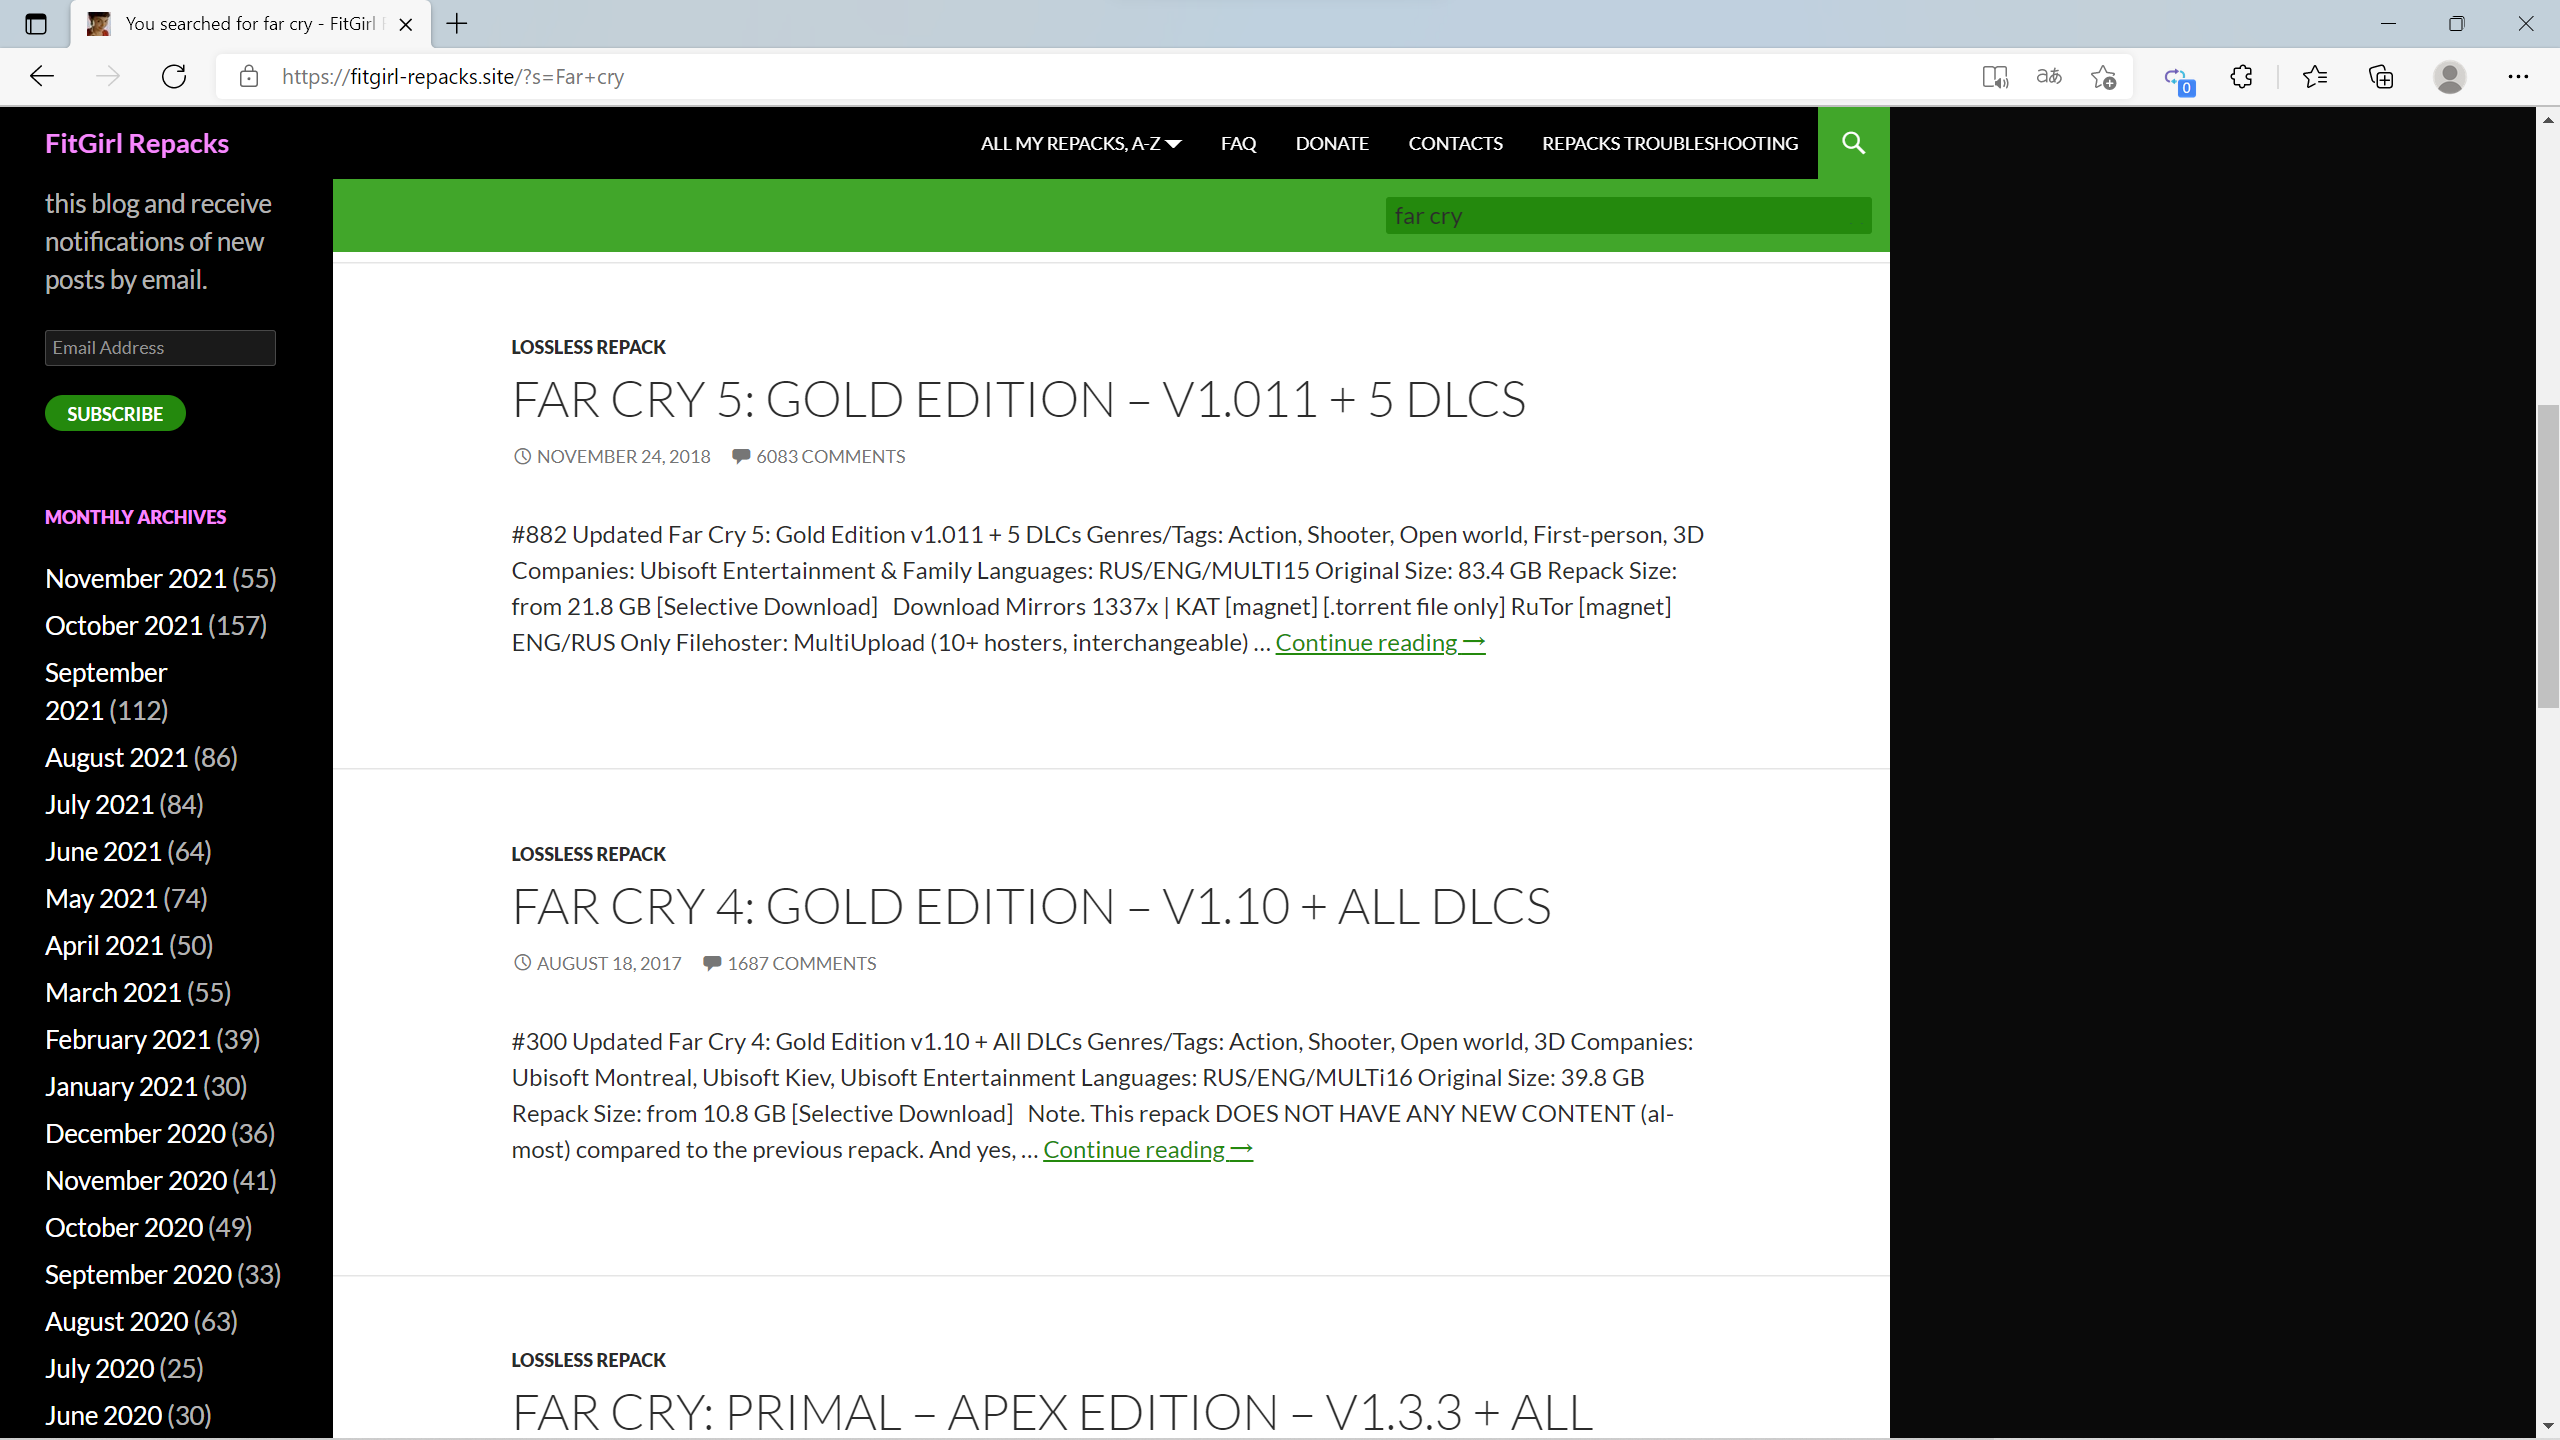 You searched for far cry - FitGirl
https://fitgirl-repacks.site/?s=Far+cry
aあ
0
FitGirl Repacks
ALL MY REPACKS, A-Z
FAQ
DONATE
CONTACTS
REPACKS TROUBLESHOOTING
far cry
this blog and receive
notifications of new
posts by email.
Email Address
SUBSCRIBE
MONTHLY ARCHIVES
November 2021 (55)
October 2021 (157)
September
2021 (112)
August 2021 (86)
July 2021 (84)
June 2021 (64)
May 2021 (74)
April 2021 (50)
March 2021 (55)
February 2021 (39)
January 2021 (30)
December 2020 (36)
November 2020 (41)
October 2020 (49)
September 2020 (33)
August 2020 (63)
July 2020 (25)
June 2020 (30)
LOSSLESS REPACK
FAR CRY 5: GOLD EDITION – V1.011 + 5 DLCS
NOVEMBER 24, 2018 6083 COMMENTS
#882 Updated Far Cry 5: Gold Edition v1.011 + 5 DLCs Genres/Tags: Action, Shooter, Open world, First-person, 3D
Companies: Ubisoft Entertainment & Family Languages: RUS/ENG/MULTI15 Original Size: 83.4 GB Repack Size:
from 21.8 GB [Selective Download] Download Mirrors 1337x | KAT [magnet] [.torrent file only] RuTor [magnet]
ENG/RUS Only Filehoster: MultiUpload (10+ hosters, interchangeable) … Continue reading →
LOSSLESS REPACK
FAR CRY 4: GOLD EDITION – V1.10 + ALL DLCS
AUGUST 18, 2017 1687 COMMENTS
#300 Updated Far Cry 4: Gold Edition v1.10 + All DLCs Genres/Tags: Action, Shooter, Open world, 3D Companies:
Ubisoft Montreal, Ubisoft Kiev, Ubisoft Entertainment Languages: RUS/ENG/MULTi16 Original Size: 39.8 GB
Repack Size: from 10.8 GB [Selective Download] Note. This repack DOES NOT HAVE ANY NEW CONTENT (al-
most) compared to the previous repack. And yes, … Continue reading →
LOSSLESS REPACK
FAR CRY: PRIMAL – APEX EDITION – V1.3.3 + ALL